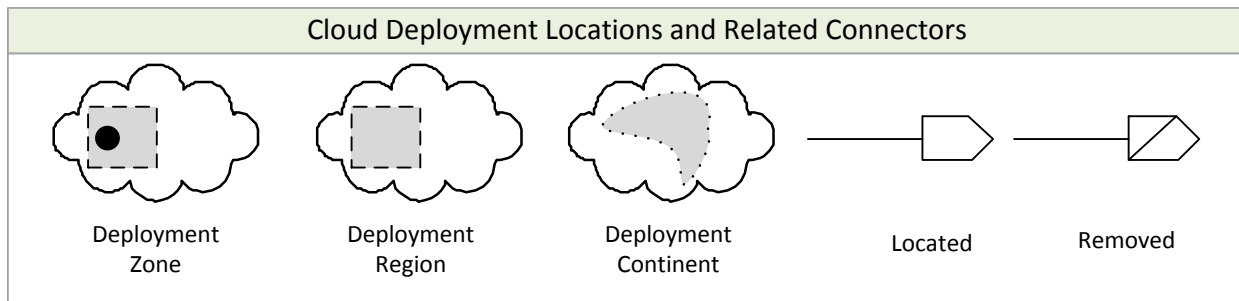 Cloud Deployment Locations and Related Connectors
Deployment
Zone
Deployment
Region
Deployment
Continent
Located
Removed